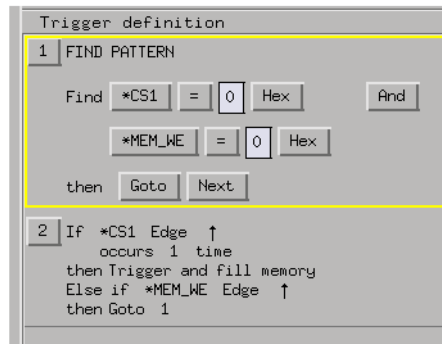 Trigger definition
1 FIND PATTERN
Find *CS1 = 0 Hex And
*MEM_WE = 0 Hex
then Goto Next
2 If *CS1 Edge ↑
occurs 1 time
then Trigger and fill memory
Else if *MEM_WE Edge ↑
then Goto 1